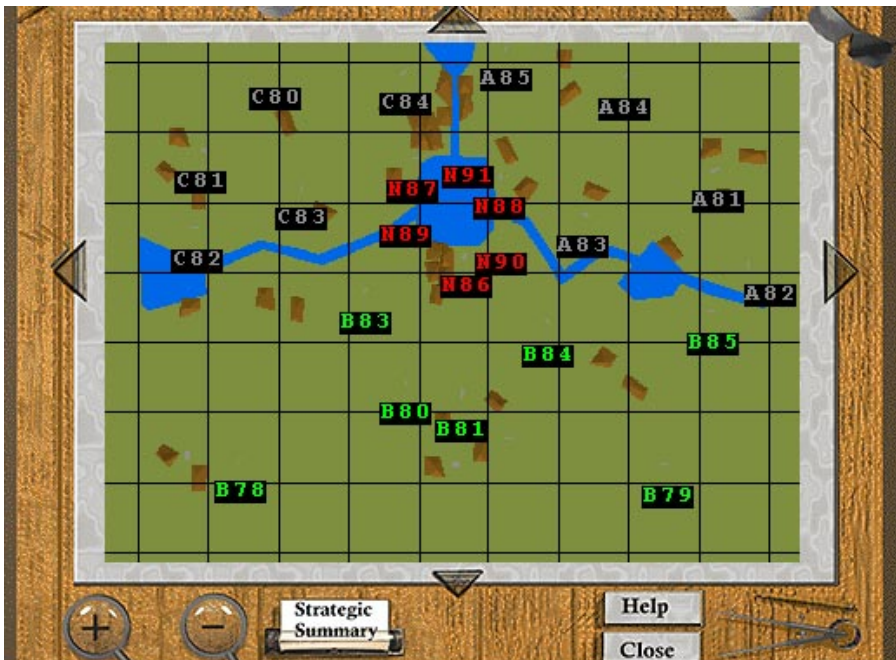 A85
C80
C84
A84
N91
C81
N87
A81
N88
C83
N89
A83
C82
N90
N86
A82
B83
B85
B84
B80
B81
B78
B79
Strategic
Summary
Help
Close
+
-